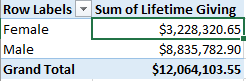 Row Labels Sum of Lifetime Giving
Female $3,228,320.65
Male $8,835,782.90
Grand Total $12,064,103.55